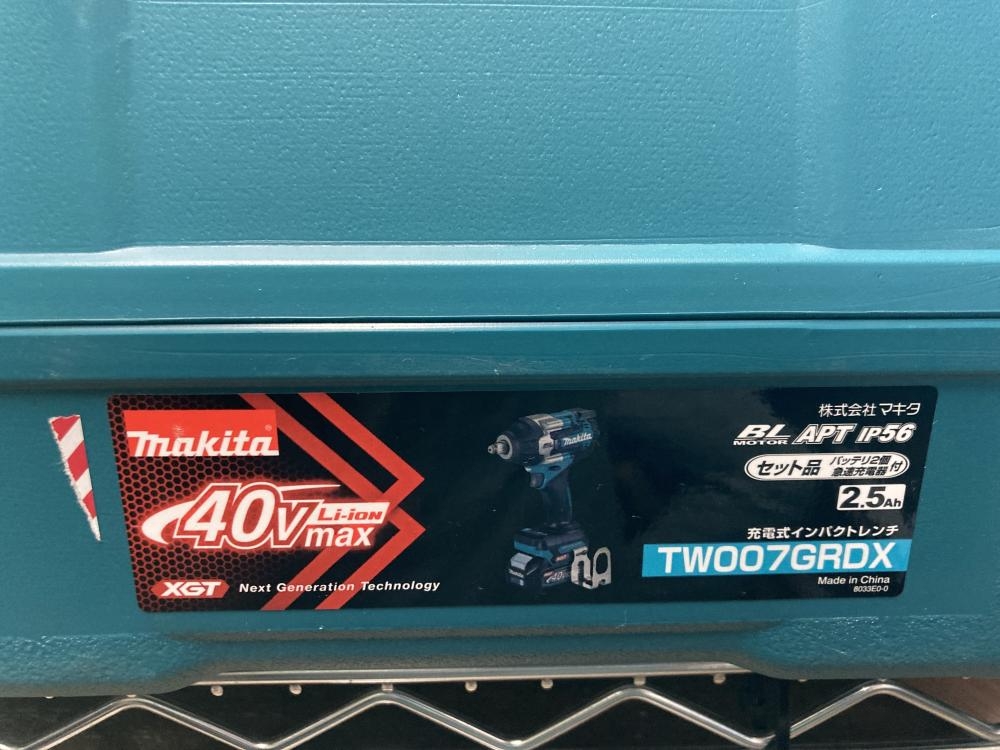 makita
40Vmax Li-ion
XGT Next Generation Technology
makita
株式会社マキタ
BL MOTOR APT IP56
セット品 バッテリ2個 急速充電器 付
2.5Ah
充電式インパクトレンチ
TW007GRDX
Made in China
8033E0-0